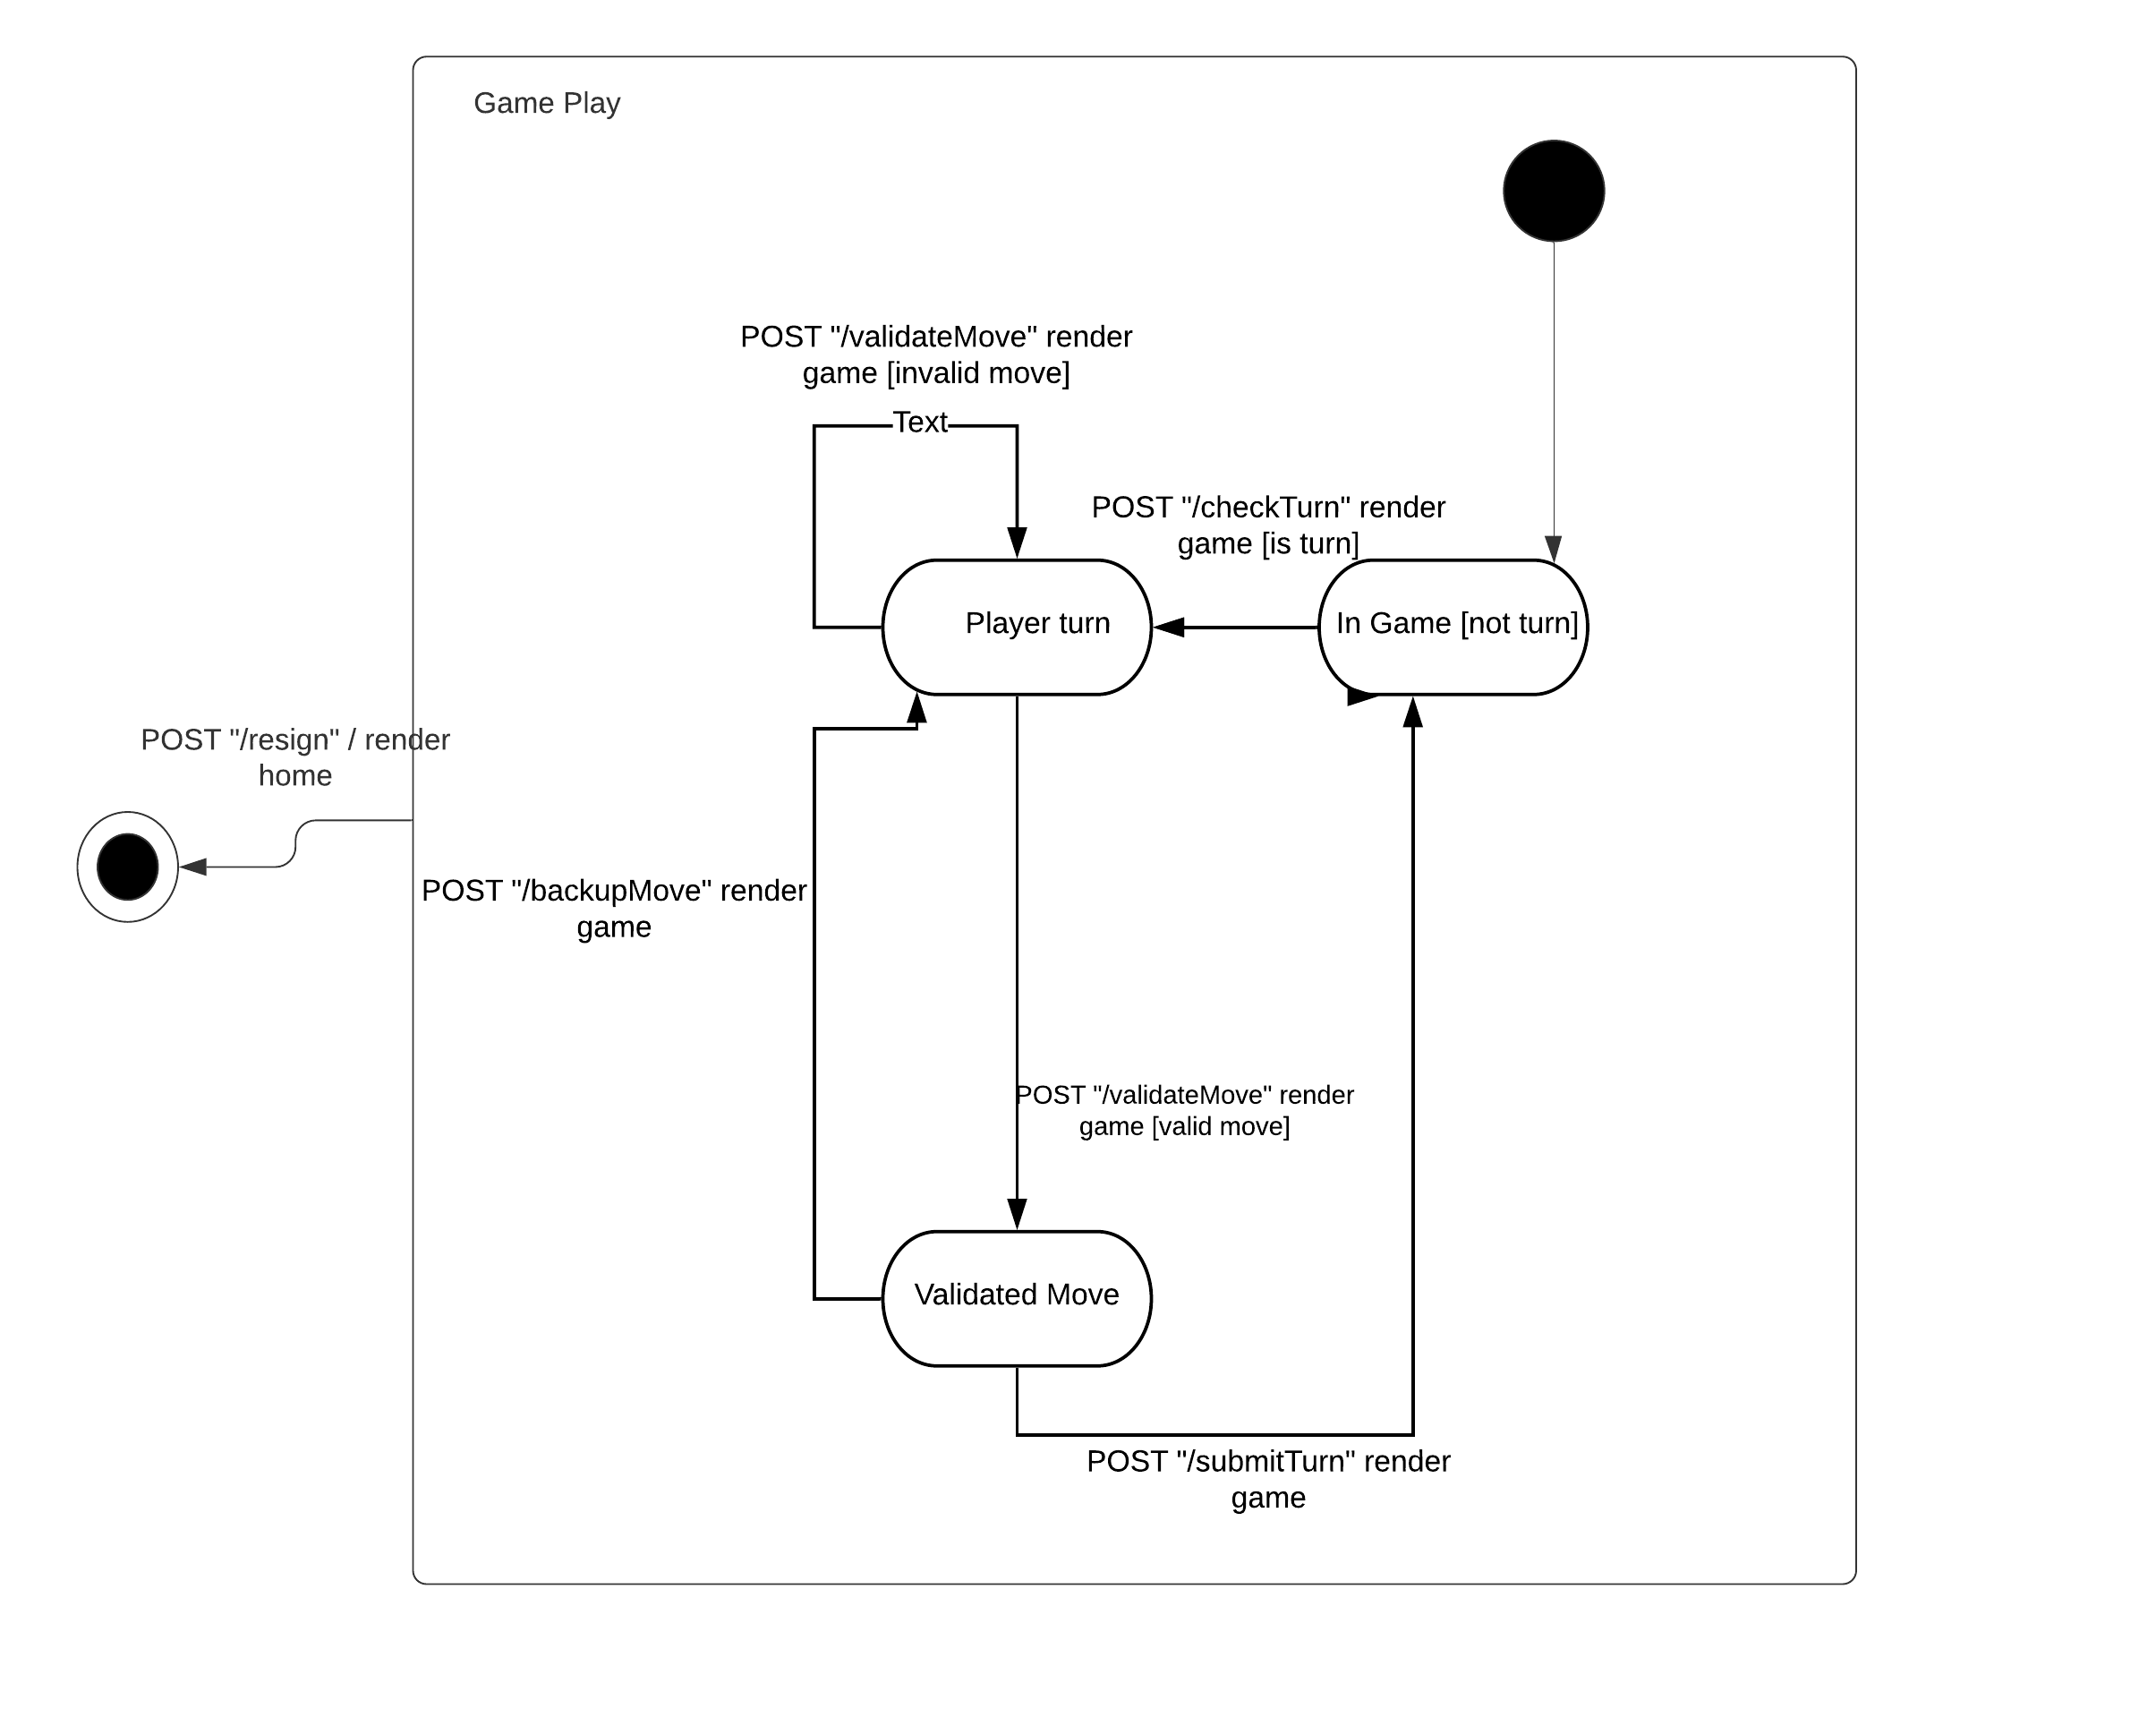 Game Play
POST "/validateMove" render
game [invalid move]
Text
POST "/checkTurn" render
game [is turn]
Player turn
In Game [not turn]
POST "/resign" / render
home
POST "/backupMove" render
game
POST "/validateMove" render
game [valid move]
Validated Move
POST "/submitTurn" render
game